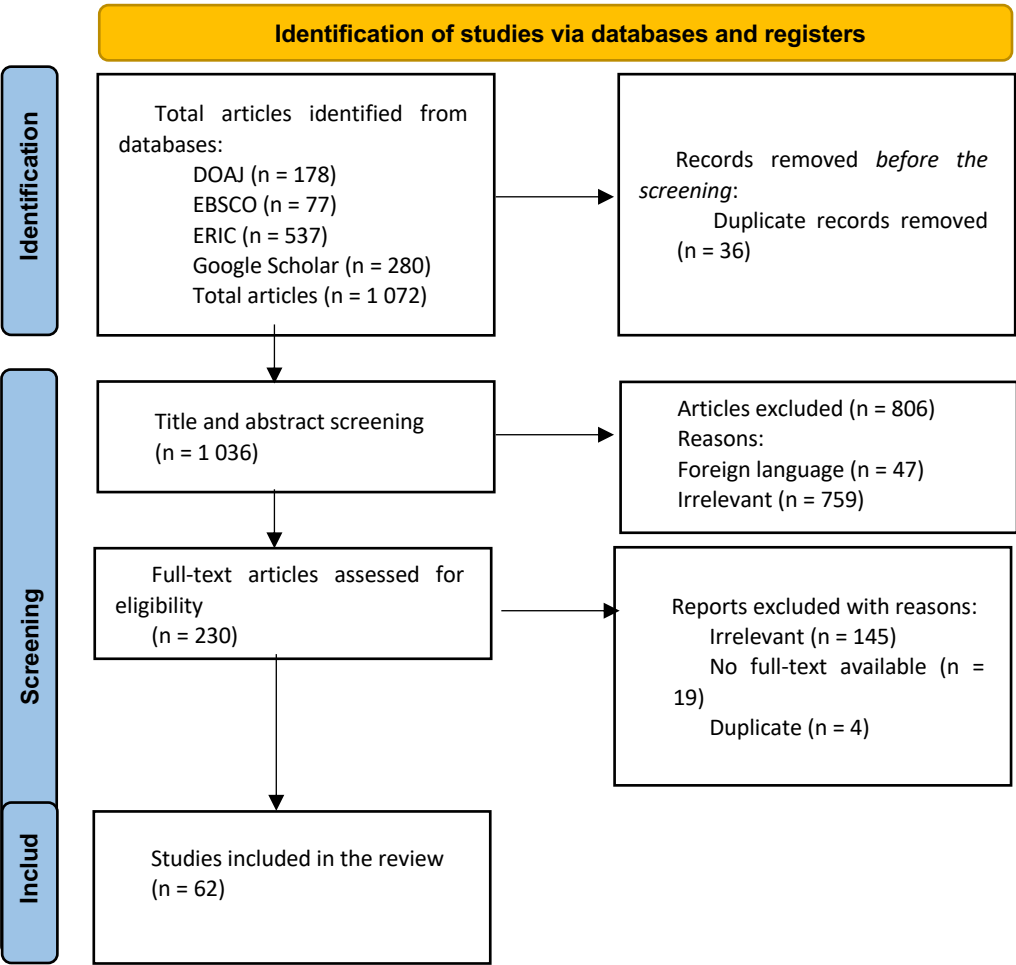 Identification of studies via databases and registers
Identification
Total articles identified from
databases:
DOAJ (n = 178)
EBSCO (n = 77)
ERIC (n = 537)
Google Scholar (n = 280)
Total articles (n = 1 072)
Records removed before the
screening:
Duplicate records removed
(n = 36)
Screening
Title and abstract screening
(n = 1 036)
Articles excluded (n = 806)
Reasons:
Foreign language (n = 47)
Irrelevant (n = 759)
Full-text articles assessed for
eligibility
(n = 230)
Reports excluded with reasons:
Irrelevant (n = 145)
No full-text available (n =
19)
Duplicate (n = 4)
Includ
Studies included in the review
(n = 62)